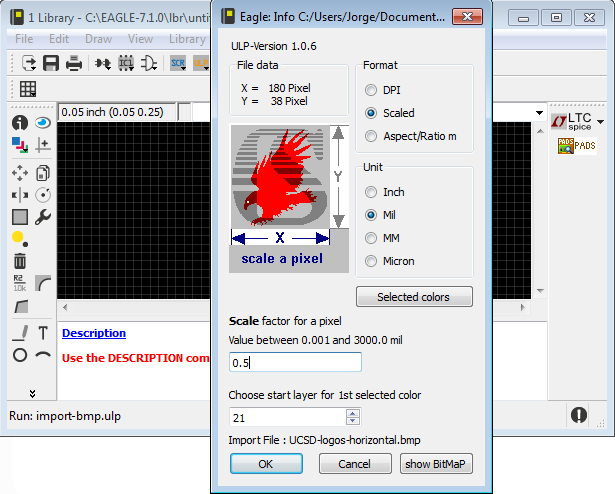 1 Library - C:\EAGLE-7.1.0\lbr\unti
File Edit Draw View Library
0.05 inch (0.05 0.25)
R2
10k
T
Description
Use the DESCRIPTION com
Run: import-bmp.ulp
Eagle: Info C:/Users/Jorge/Document...
ULP-Version 1.0.6
File data
X = 180 Pixel
Y = 38 Pixel
Y
X
scale a pixel
Format
DPI
Scaled
Aspect/Ratio m
Unit
Inch
Mil
MM
Micron
Selected colors
Scale factor for a pixel
Value between 0.001 and 3000.0 mil
0.5
Choose start layer for 1st selected color
21
Import File : UCSD-logos-horizontal.bmp
OK Cancel show BitMaP
LTC
spice
PADS
PADS